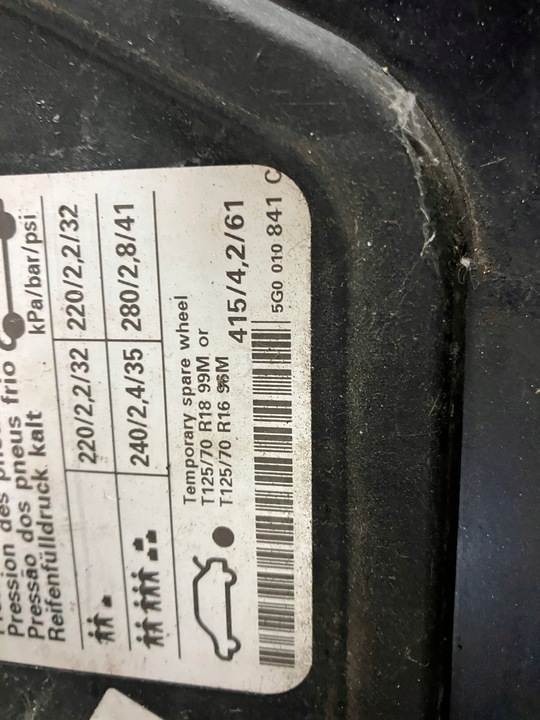 Pression des pneus
Pressão dos pneus frio
Reifenfülldruck kalt
kPa/bar/psi
220/2,2/32 220/2,2/32
240/2,4/35 280/2,8/41
Temporary spare wheel
T125/70 R18 99M or
T125/70 R16 96M
415/4,2/61
5G0 010 841 C